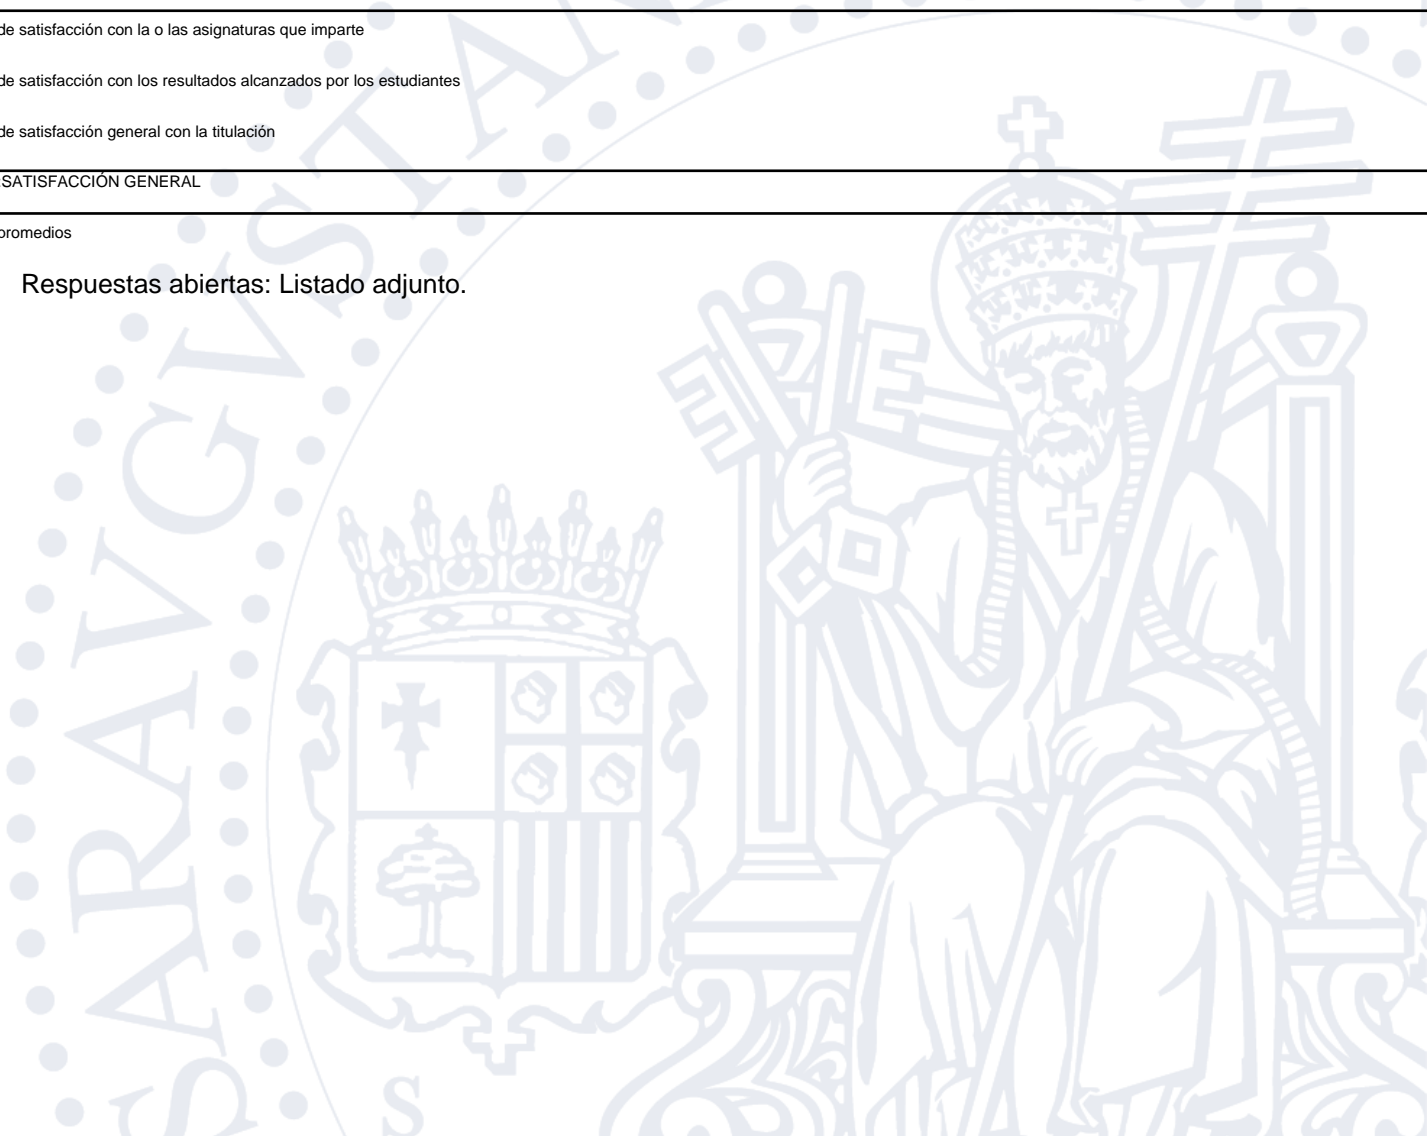 de satisfacción con la o las asignaturas que imparte
de satisfacción con los resultados alcanzados por los estudiantes
de satisfacción general con la titulación
SATISFACCIÓN GENERAL
promedios
Respuestas abiertas: Listado adjunto.
SARAVGVSTAN
S